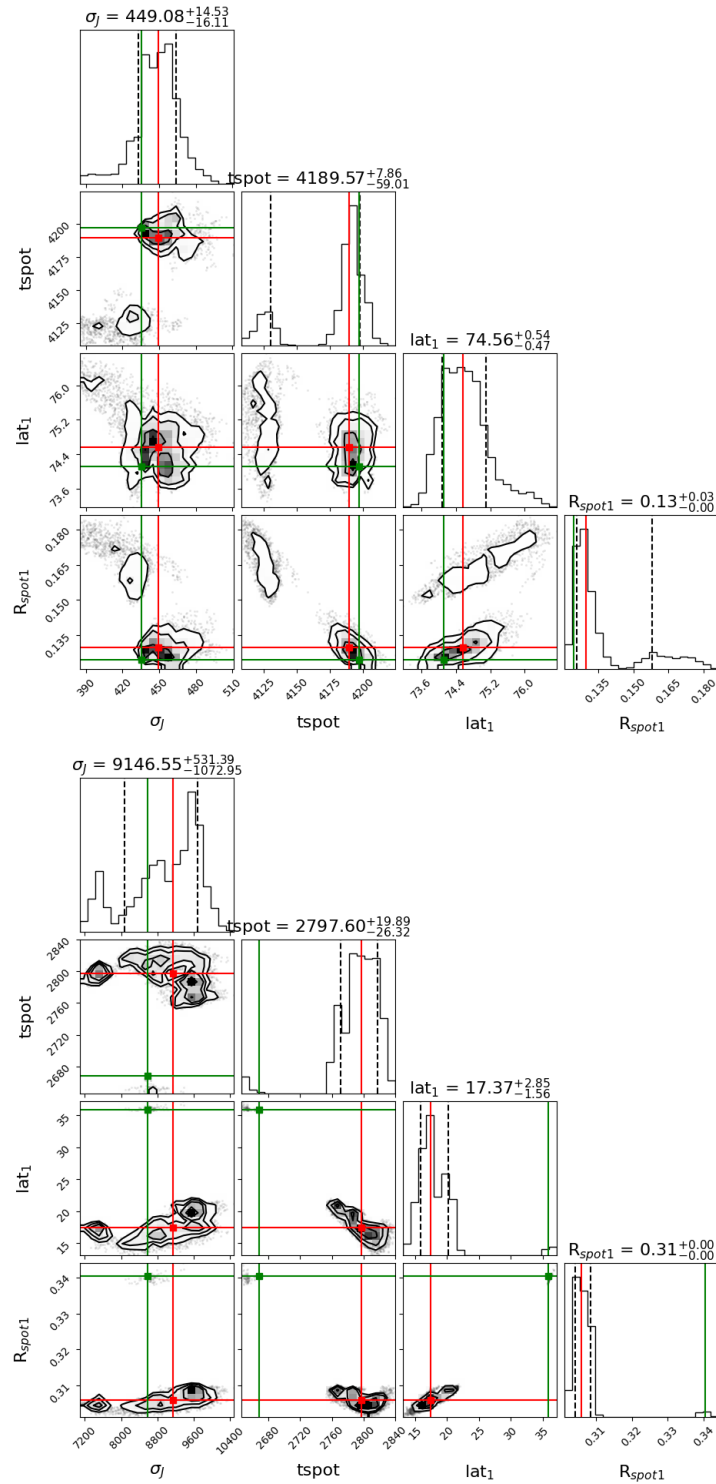 σ_J = 449.08^{+14.53}_{-16.11}
tspot = 4189.57^{+7.86}_{-59.01}
4200
4175
4150
4125
tspot
lat₁ = 74.56^{+0.54}_{-0.47}
76.0
75.2
74.4
73.6
lat₁
R_{spot1} = 0.13^{+0.03}_{-0.00}
0.180
0.165
0.150
0.135
R_{spot1}
390 420 450 480 510 4125 4150 4175 4200 73.6 74.4 75.2 76.0 0.135 0.150 0.165 0.180
σ_J tspot lat₁ R_{spot1}
σ_J = 9146.55^{+531.39}_{-1072.95}
tspot = 2797.60^{+19.89}_{-26.32}
2840
2800
2760
2720
2680
tspot
lat₁ = 17.37^{+2.85}_{-1.56}
35
30
25
20
15
lat₁
R_{spot1} = 0.31^{+0.00}_{-0.00}
0.34
0.33
0.32
0.31
R_{spot1}
7200 8000 8800 9600 10400 2680 2720 2760 2800 2840 15 20 25 30 35 0.31 0.32 0.33 0.34
σ_J tspot lat₁ R_{spot1}